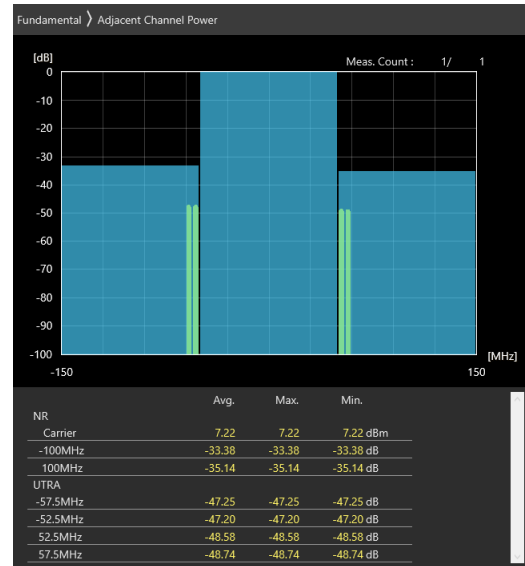 Fundamental 〉 Adjacent Channel Power
[dB]
Meas. Count : 1/ 1
0
-10
-20
-30
-40
-50
-60
-70
-80
-90
-100
[MHz]
-150 150
Avg. Max. Min.
NR
Carrier 7.22 7.22 7.22 dBm
-100MHz -33.38 -33.38 -33.38 dB
100MHz -35.14 -35.14 -35.14 dB
UTRA
-57.5MHz -47.25 -47.25 -47.25 dB
-52.5MHz -47.20 -47.20 -47.20 dB
52.5MHz -48.58 -48.58 -48.58 dB
57.5MHz -48.74 -48.74 -48.74 dB